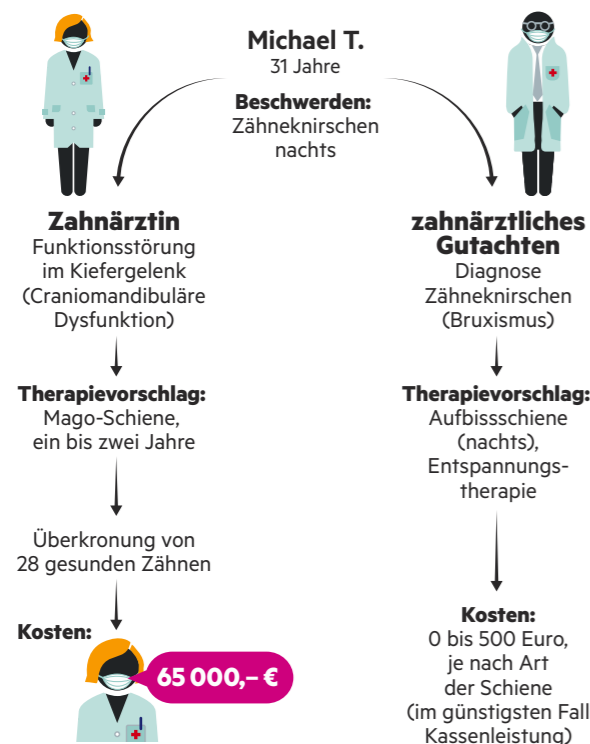 Michael T.
31 Jahre
Beschwerden:
Zähneknirschen
nachts
Zahnärztin
Funktionsstörung
im Kiefergelenk
(Craniomandibuläre
Dysfunktion)
Therapievorschlag:
Mago-Schiene,
ein bis zwei Jahre
Überkronung von
28 gesunden Zähnen
Kosten:
65 000,– €
zahnärztliches
Gutachten
Diagnose
Zähneknirschen
(Bruxismus)
Therapievorschlag:
Aufbissschiene
(nachts),
Entspannungs-
therapie
Kosten:
0 bis 500 Euro,
je nach Art
der Schiene
(im günstigsten Fall
Kassenleistung)